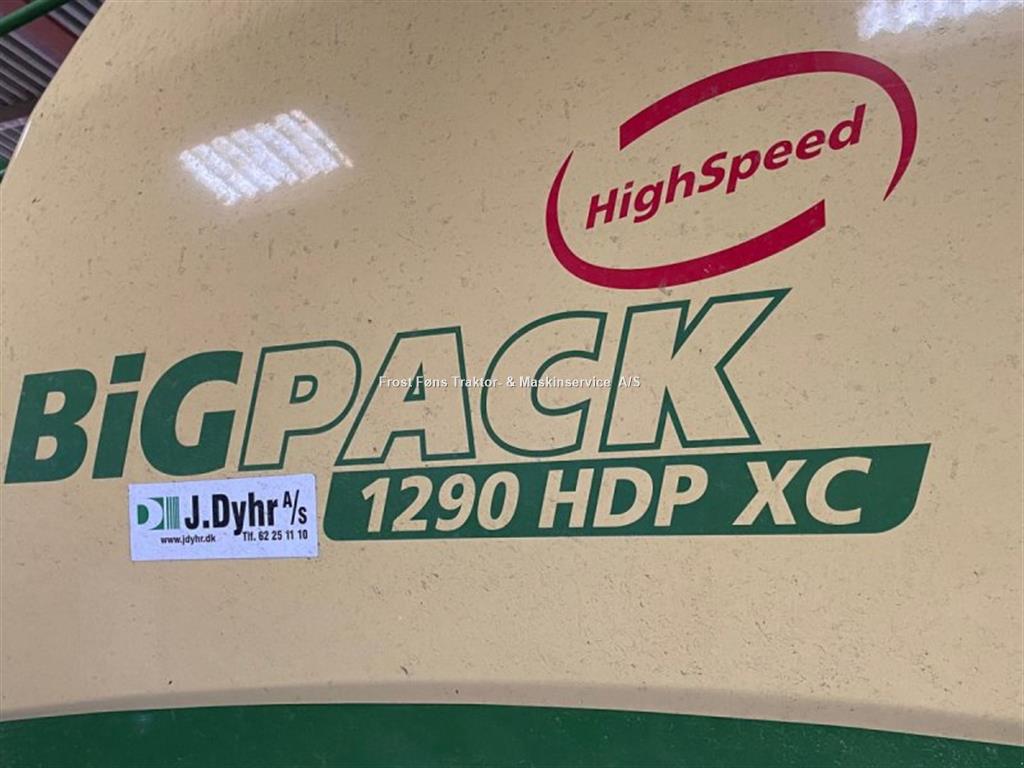 HighSpeed
BiGPACK
Frost Føns Traktor- & Maskinservice A/S
1290 HDP XC
J.Dyhr A/s
www.jdyhr.dk Tlf. 62 25 11 10